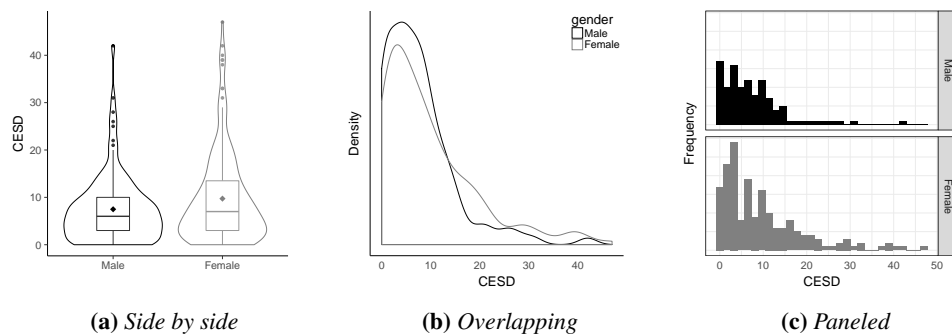 CESD
40
30
20
10
0
Male
Female
(a) Side by side
gender
Male
Female
Density
0
10
20
30
40
CESD
(b) Overlapping
Frequency
Male
Female
0
10
20
30
40
50
CESD
(c) Paneled